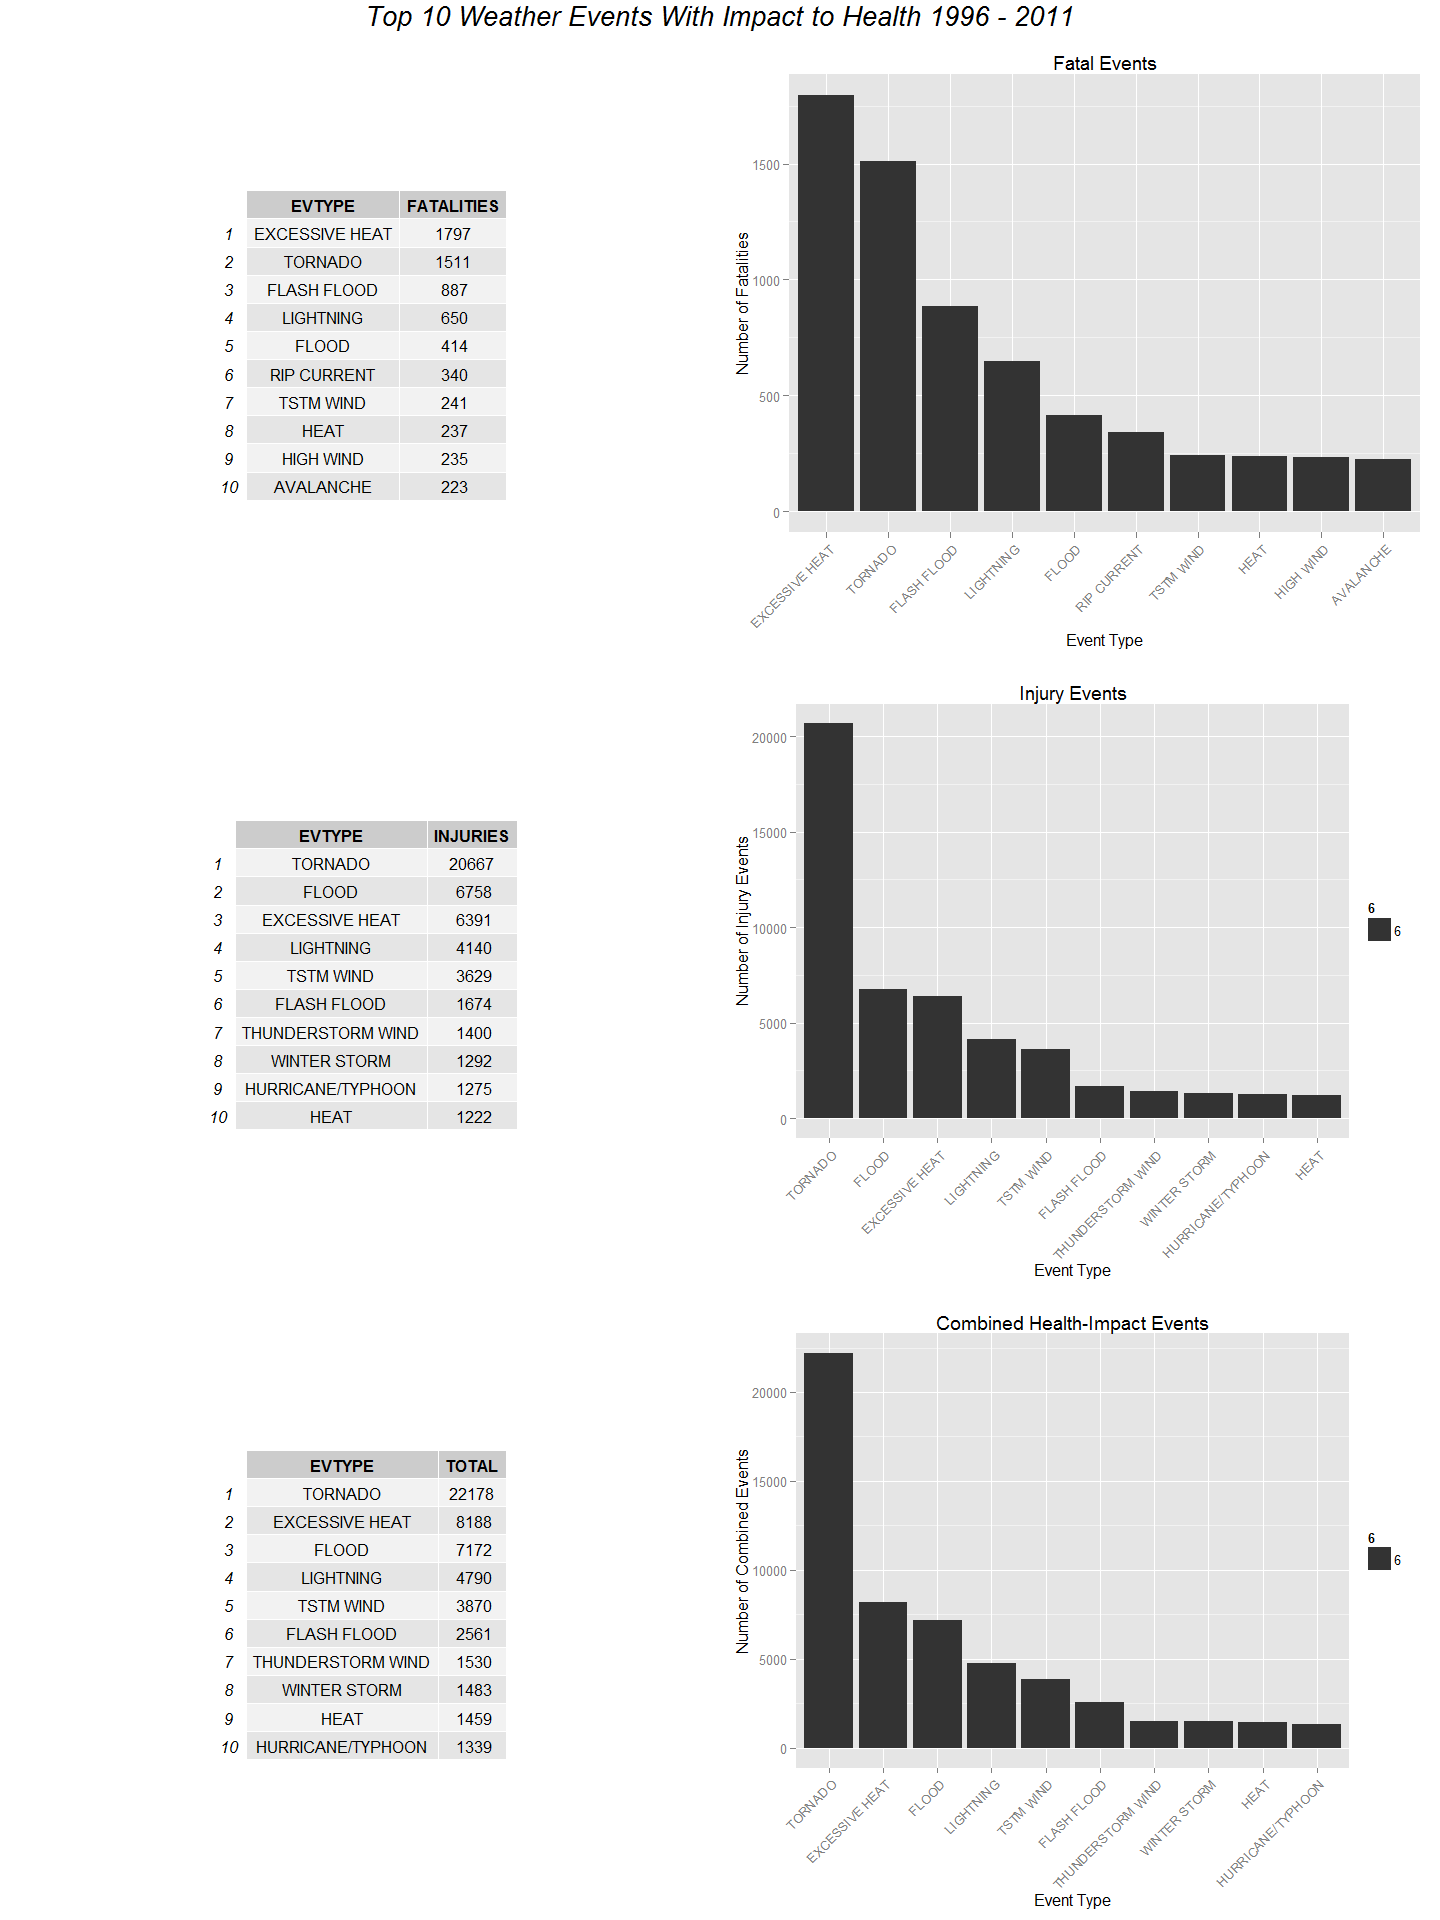 Top 10 Weather Events With Impact to Health 1996 - 2011
EVTYPE FATALITIES
1 EXCESSIVE HEAT 1797
2 TORNADO 1511
3 FLASH FLOOD 887
4 LIGHTNING 650
5 FLOOD 414
6 RIP CURRENT 340
7 TSTM WIND 241
8 HEAT 237
9 HIGH WIND 235
10 AVALANCHE 223
Fatal Events
Number of Fatalities
1500
1000
500
0
EXCESSIVE HEAT
TORNADO
FLASH FLOOD
LIGHTNING
FLOOD
RIP CURRENT
TSTM WIND
HEAT
HIGH WIND
AVALANCHE
Event Type
EVTYPE INJURIES
1 TORNADO 20667
2 FLOOD 6758
3 EXCESSIVE HEAT 6391
4 LIGHTNING 4140
5 TSTM WIND 3629
6 FLASH FLOOD 1674
7 THUNDERSTORM WIND 1400
8 WINTER STORM 1292
9 HURRICANE/TYPHOON 1275
10 HEAT 1222
Injury Events
Number of Injury Events
20000
15000
10000
5000
0
TORNADO
FLOOD
EXCESSIVE HEAT
LIGHTNING
TSTM WIND
FLASH FLOOD
THUNDERSTORM WIND
WINTER STORM
HURRICANE/TYPHOON
HEAT
Event Type
6
6
EVTYPE TOTAL
1 TORNADO 22178
2 EXCESSIVE HEAT 8188
3 FLOOD 7172
4 LIGHTNING 4790
5 TSTM WIND 3870
6 FLASH FLOOD 2561
7 THUNDERSTORM WIND 1530
8 WINTER STORM 1483
9 HEAT 1459
10 HURRICANE/TYPHOON 1339
Combined Health-Impact Events
Number of Combined Events
20000
15000
10000
5000
0
TORNADO
EXCESSIVE HEAT
FLOOD
LIGHTNING
TSTM WIND
FLASH FLOOD
THUNDERSTORM WIND
WINTER STORM
HEAT
HURRICANE/TYPHOON
Event Type
6
6